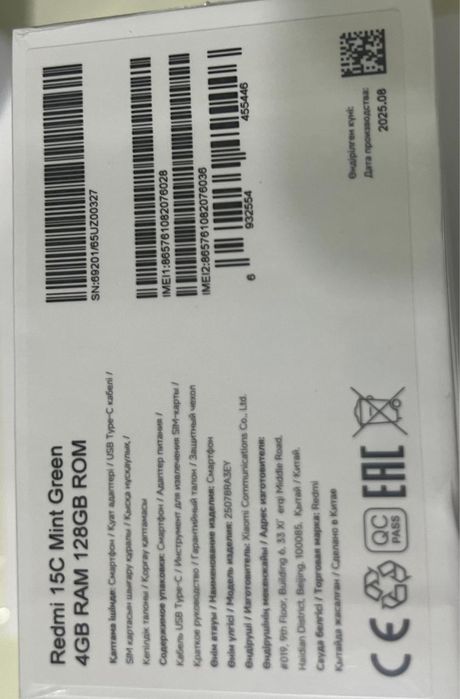 Redmi 15C Mint Green
4GB RAM 128GB ROM
Қаптама ішінде: Смартфон / Қуат адаптері / USB Type-C кабелі /
SIM картасын шығару құралы / Қысқа нұсқаулық /
Кепілдік талоны / Қорғау қаптамасы
Содержимое упаковки: Смартфон / Адаптер питания /
Кабель USB Type-C / Инструмент для извлечения SIM-карты /
Краткое руководство / Гарантийный талон / Защитный чехол
Өнім атауы / Наименование изделия: Смартфон
Өнім үлгісі / Модель изделия: 25078RA3EY
Өндіруші / Изготовитель: Xiaomi Communications Co., Ltd.
Өндірушінің мекенжайы / Адрес изготовителя:
#019, 9th Floor, Building 6, 33 Xi'erqi Middle Road,
Haidian District, Beijing, 100085, Қытай / Китай.
Сауда белгісі / Торговая марка: Redmi
Қытайда жасалған / Сделано в Китае
CE
QC
PASS
EAC
SN:69201/65UZ00327
IMEI1:865761082076028
IMEI2:865761082076036
6 932554 455446
Өндірілген күні:
Дата производства:
2025.08